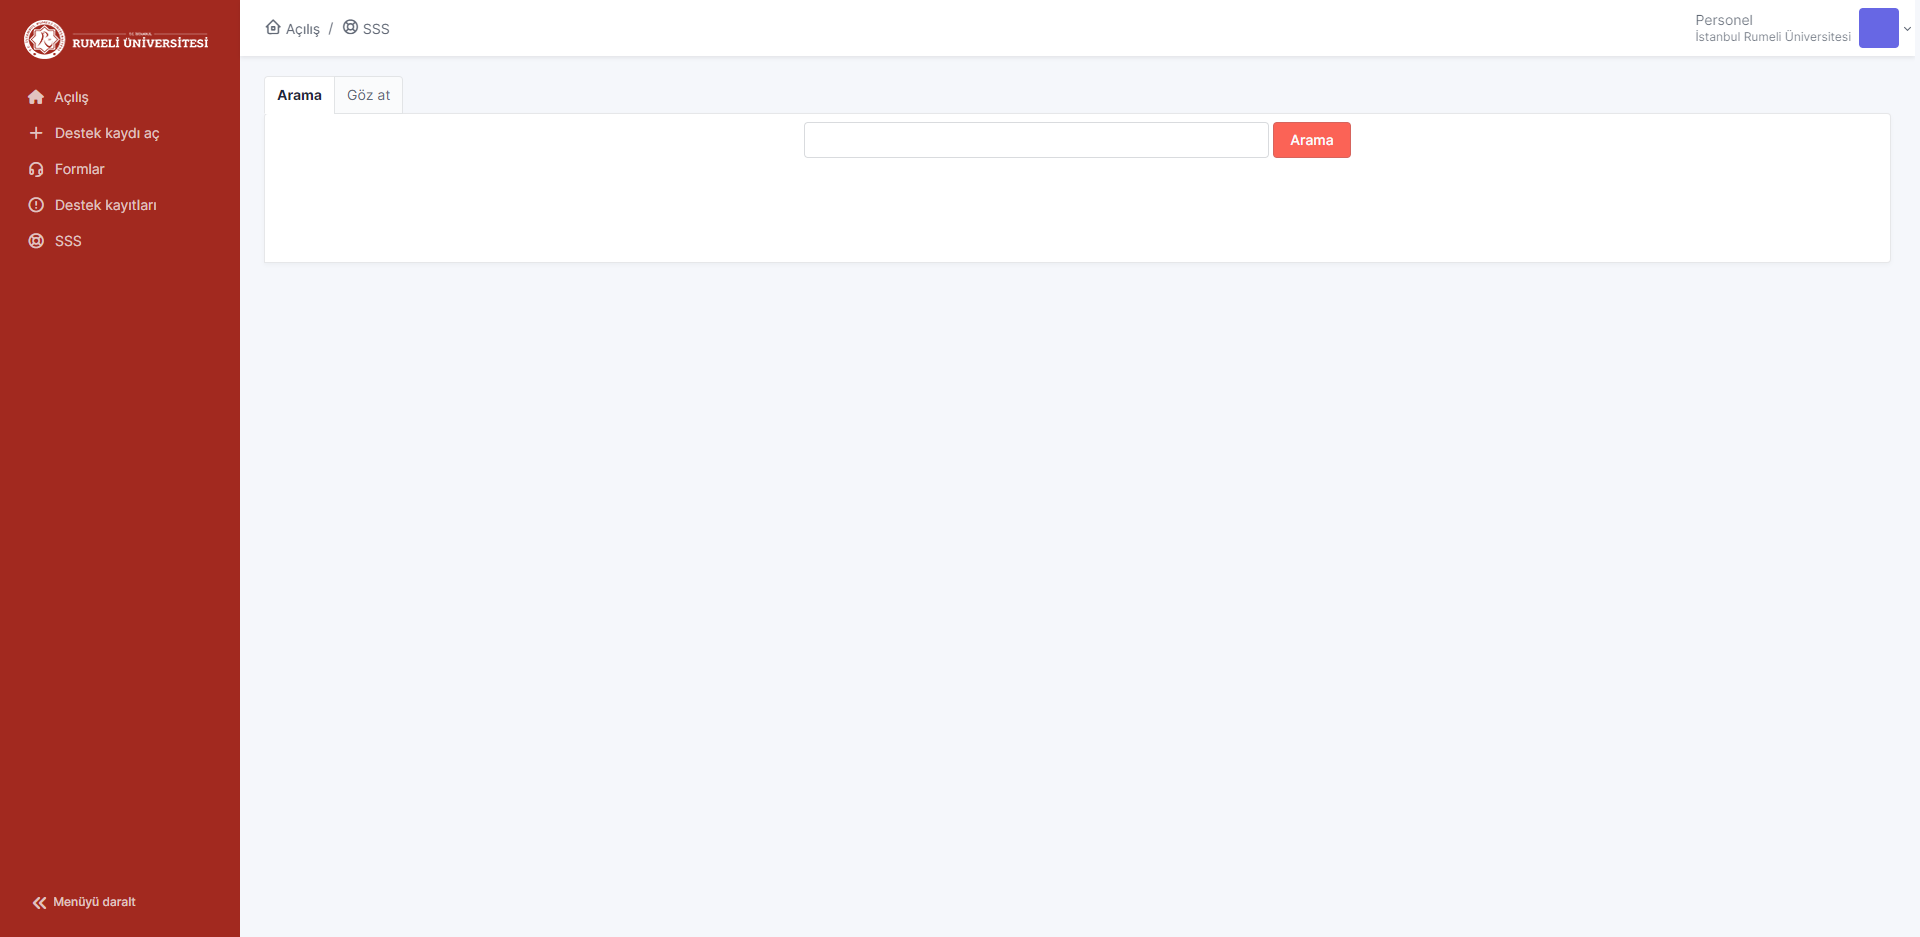 T.C. İSTANBUL
RUMELİ ÜNİVERSİTESİ
Açılış
Destek kaydı aç
Formlar
Destek kayıtları
SSS
Menüyü daralt
Açılış / SSS
Personel
İstanbul Rumeli Üniversitesi
Arama
Göz at
Arama